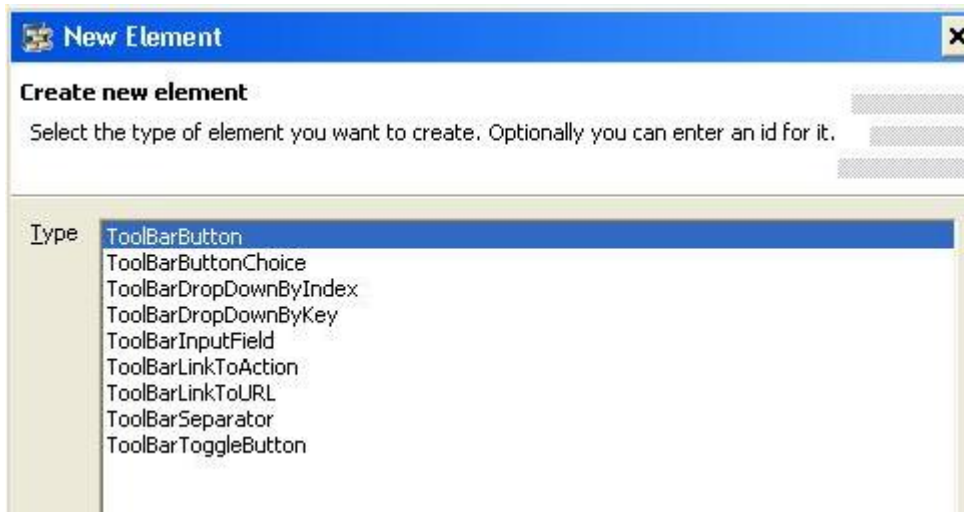 New Element
Create new element
Select the type of element you want to create. Optionally you can enter an id for it.
Type
ToolBarButton
ToolBarButtonChoice
ToolBarDropDownByIndex
ToolBarDropDownByKey
ToolBarInputField
ToolBarLinkToAction
ToolBarLinkToURL
ToolBarSeparator
ToolBarToggleButton